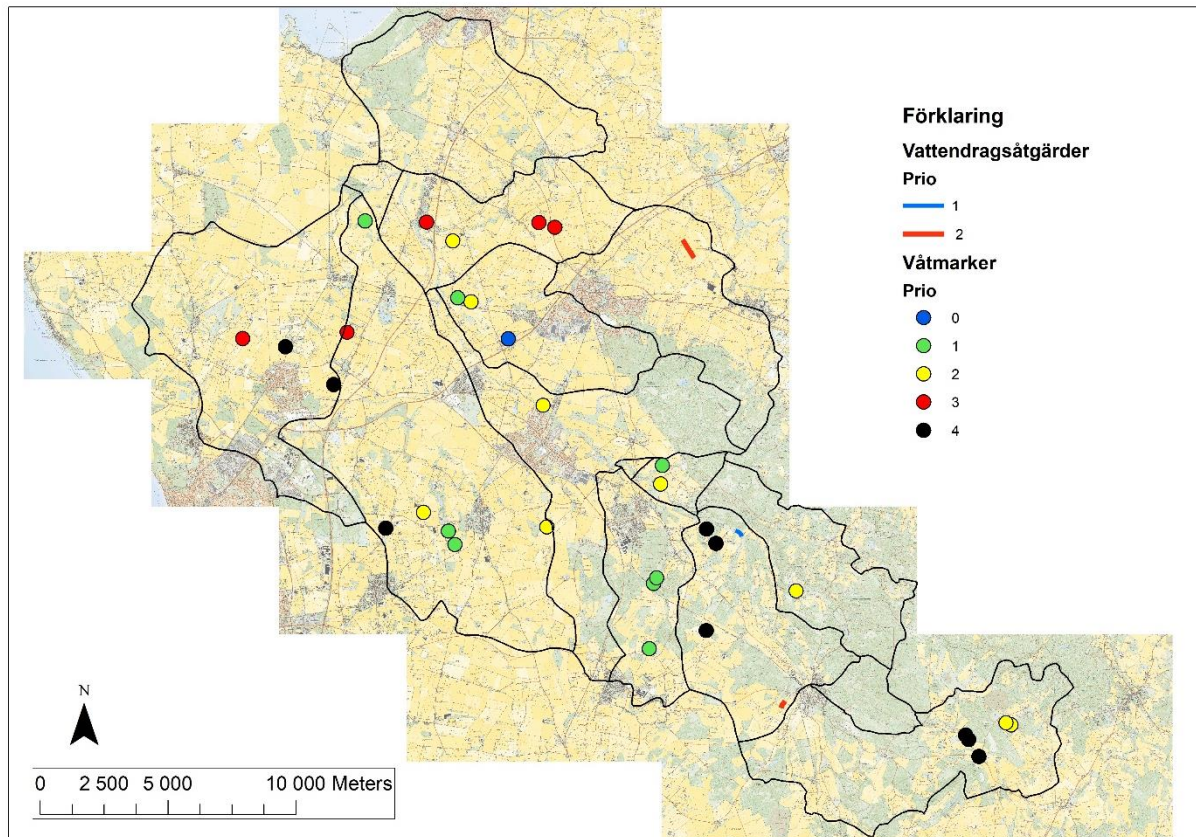 Förklaring
Vattendragsåtgärder
Prio
1
2
Våtmarker
Prio
0
1
2
3
4
N
0 2 500 5 000 10 000 Meters